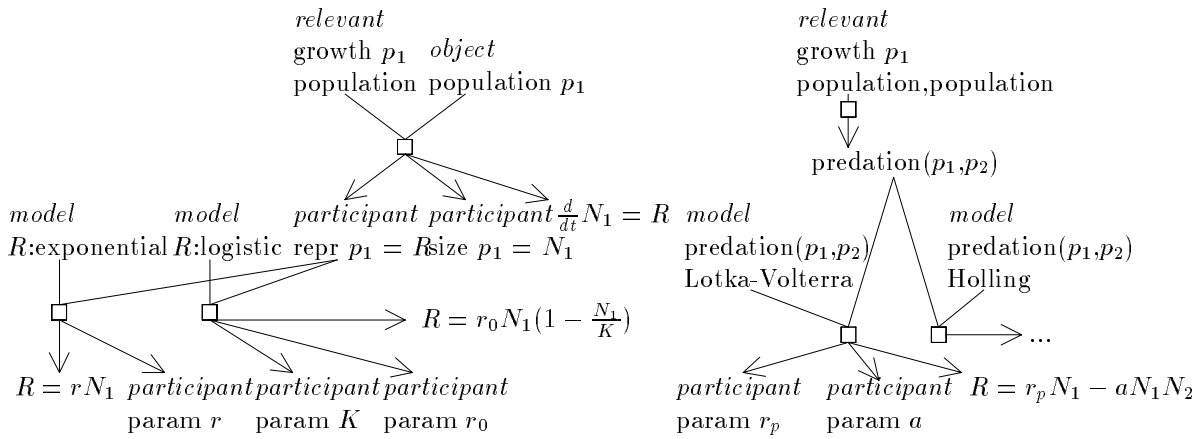 relevant
growth p₁
population
object
population p₁
participant
repr p₁ = R
participant
size p₁ = N₁
d/dt N₁ = R
model
R:exponential
model
R:logistic
R = r₀N₁(1 − N₁/K)
R = rN₁
participant
param r
participant
param K
participant
param r₀
relevant
growth p₁
population,population
predation(p₁,p₂)
model
predation(p₁,p₂)
Lotka-Volterra
model
predation(p₁,p₂)
Holling
...
participant
param rₚ
participant
param a
R = rₚN₁ − aN₁N₂